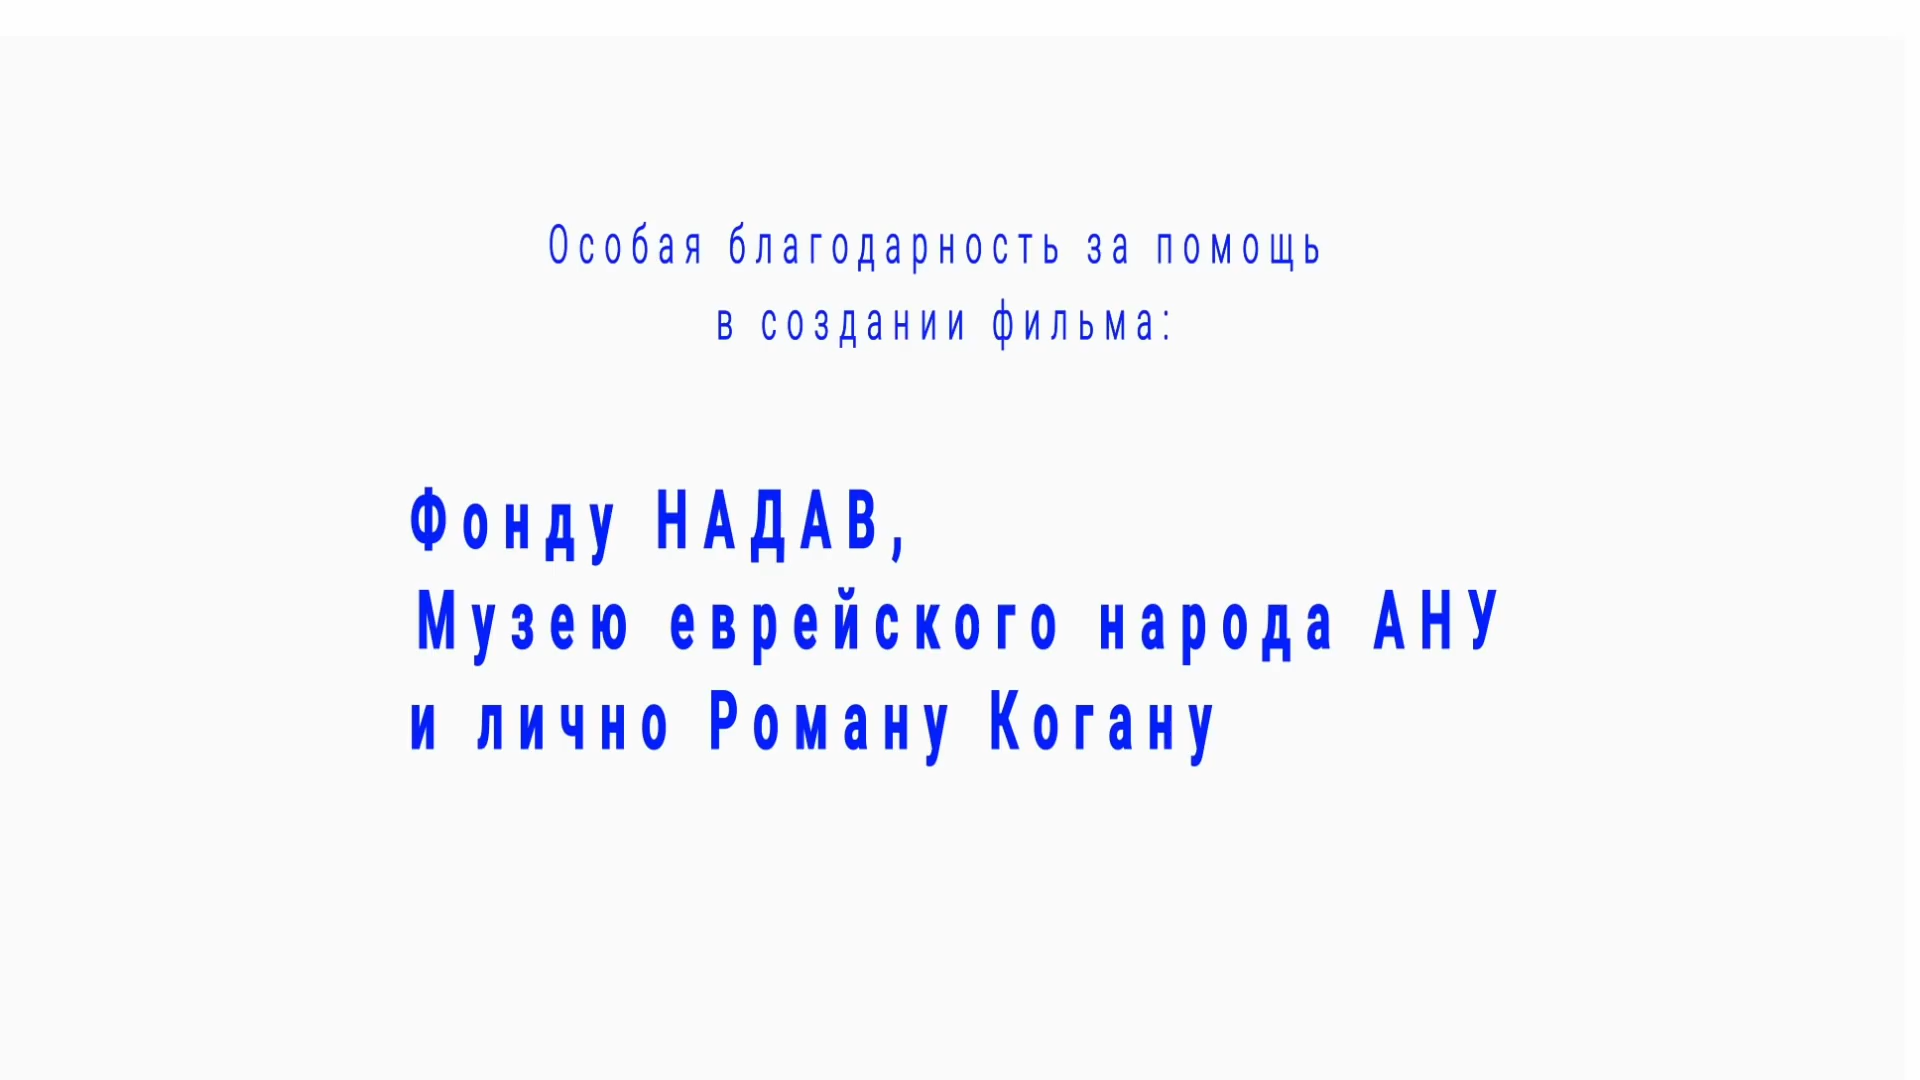 Особая благодарность за помощь
в создании фильма:
Фонду НАДАВ,
Музею еврейского народа АНУ
и лично Роману Когану